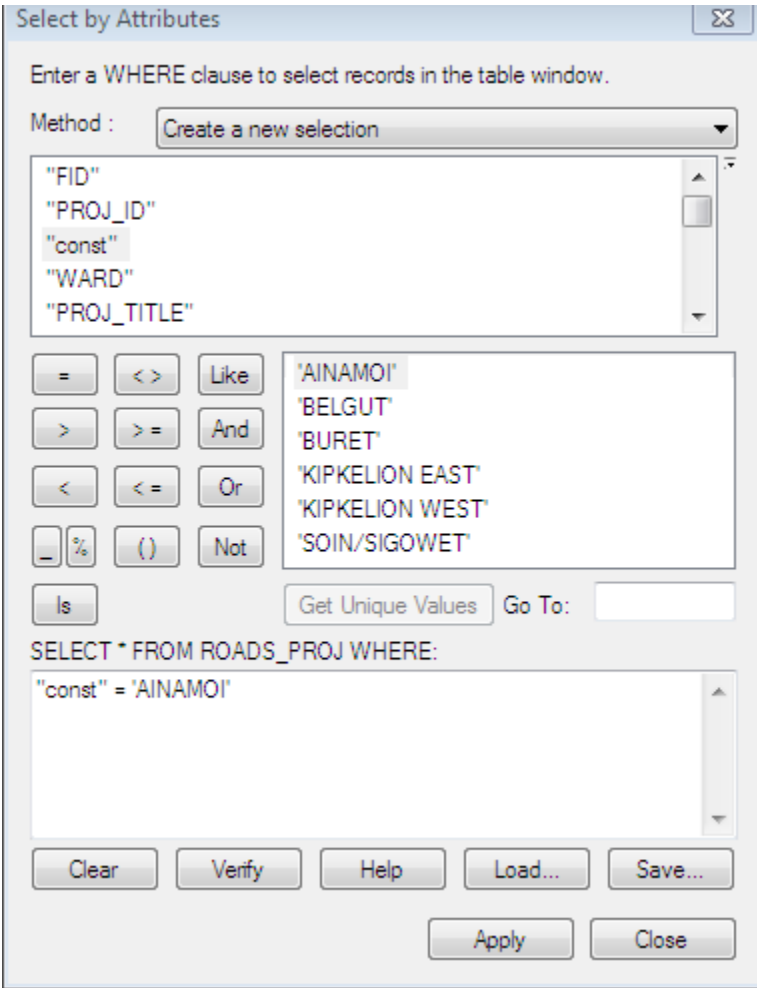 Select by Attributes
Enter a WHERE clause to select records in the table window.
Method : Create a new selection
"FID"
"PROJ_ID"
"const"
"WARD"
"PROJ_TITLE"
= < > Like
> > = And
< < = Or
_ % ( ) Not
Is
'AINAMOI'
'BELGUT'
'BURET'
'KIPKELION EAST'
'KIPKELION WEST'
'SOIN/SIGOWET'
Get Unique Values Go To:
SELECT * FROM ROADS_PROJ WHERE:
"const" = 'AINAMOI'
Clear Verify Help Load... Save...
Apply Close